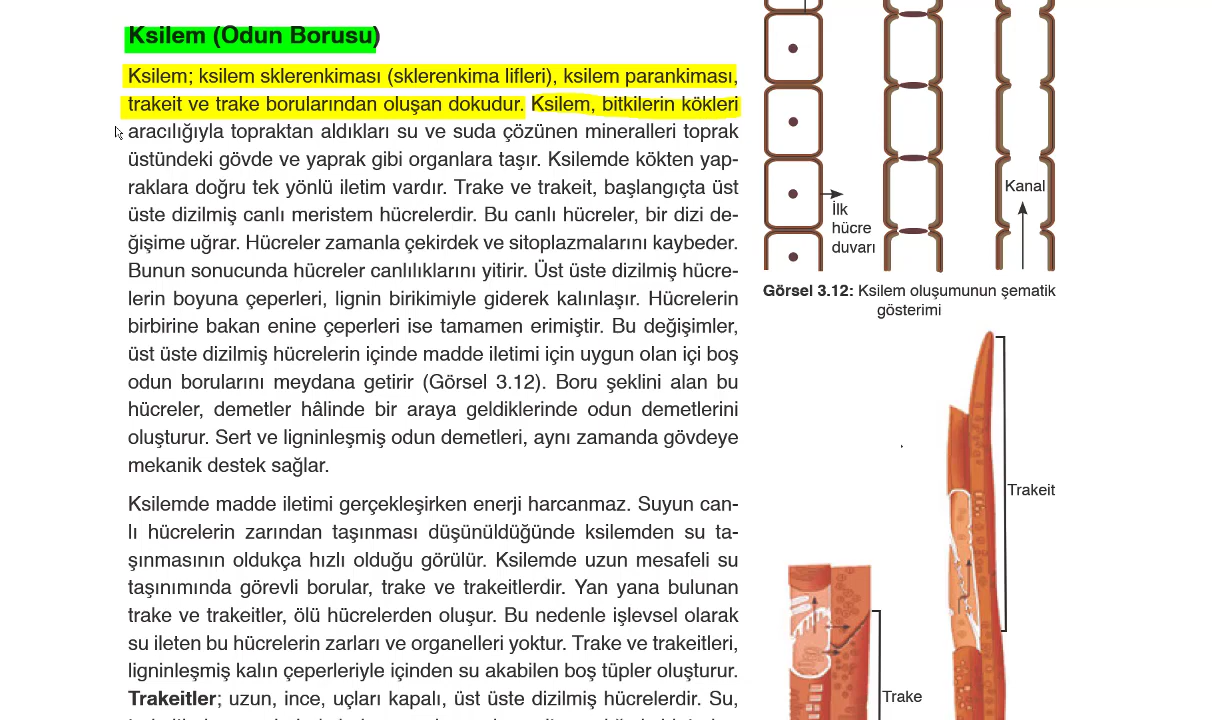 Ksilem (Odun Borusu)
Ksilem; ksilem sklerenkiması (sklerenkima lifleri), ksilem parankiması,
trakeit ve trake borularından oluşan dokudur. Ksilem, bitkilerin kökleri
aracılığıyla topraktan aldıkları su ve suda çözünen mineralleri toprak
üstündeki gövde ve yaprak gibi organlara taşır. Ksilemde kökten yap-
raklara doğru tek yönlü iletim vardır. Trake ve trakeit, başlangıçta üst
üste dizilmiş canlı meristem hücrelerdir. Bu canlı hücreler, bir dizi de-
ğişime uğrar. Hücreler zamanla çekirdek ve sitoplazmalarını kaybeder.
Bunun sonucunda hücreler canlılıklarını yitirir. Üst üste dizilmiş hücre-
lerin boyuna çeperleri, lignin birikimiyle giderek kalınlaşır. Hücrelerin
birbirine bakan enine çeperleri ise tamamen erimiştir. Bu değişimler,
üst üste dizilmiş hücrelerin içinde madde iletimi için uygun olan içi boş
odun borularını meydana getirir (Görsel 3.12). Boru şeklini alan bu
hücreler, demetler hâlinde bir araya geldiklerinde odun demetlerini
oluşturur. Sert ve ligninleşmiş odun demetleri, aynı zamanda gövdeye
mekanik destek sağlar.
Ksilemde madde iletimi gerçekleşirken enerji harcanmaz. Suyun can-
lı hücrelerin zarından taşınması düşünüldüğünde ksilemden su ta-
şınmasının oldukça hızlı olduğu görülür. Ksilemde uzun mesafeli su
taşınımında görevli borular, trake ve trakeitlerdir. Yan yana bulunan
trake ve trakeitler, ölü hücrelerden oluşur. Bu nedenle işlevsel olarak
su ileten bu hücrelerin zarları ve organelleri yoktur. Trake ve trakeitleri,
ligninleşmiş kalın çeperleriyle içinden su akabilen boş tüpler oluşturur.
Trakeitler; uzun, ince, uçları kapalı, üst üste dizilmiş hücrelerdir. Su,
İlk
hücre
duvarı
Kanal
Görsel 3.12: Ksilem oluşumunun şematik
gösterimi
Trakeit
Trake